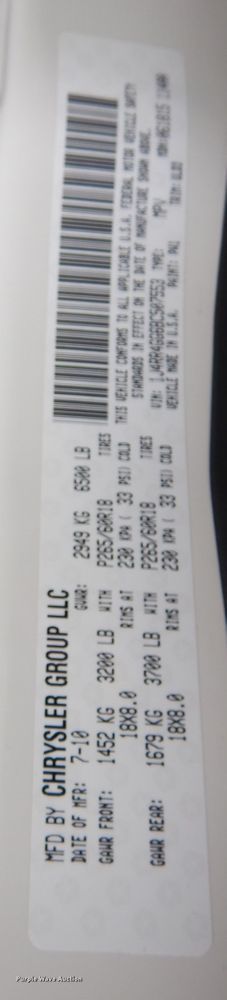 MFD BY CHRYSLER GROUP LLC
DATE OF MFR: 7-10 GVWR: 2949 KG 6500 LB
GAWR FRONT: 1452 KG 3200 LB WITH P265/60R18 TIRES
18X8.0 RIMS AT 230 KPA ( 33 PSI) COLD
GAWR REAR: 1679 KG 3700 LB WITH P265/60R18 TIRES
18X8.0 RIMS AT 230 KPA ( 33 PSI) COLD
THIS VEHICLE CONFORMS TO ALL APPLICABLE U.S.A. FEDERAL MOTOR VEHICLE SAFETY
STANDARDS IN EFFECT ON THE DATE OF MANUFACTURE SHOWN ABOVE.
VIN: TYPE: MPV MDH:
VEHICLE MADE IN U.S.A. PAINT: TRIM:
Purple Wave Auction